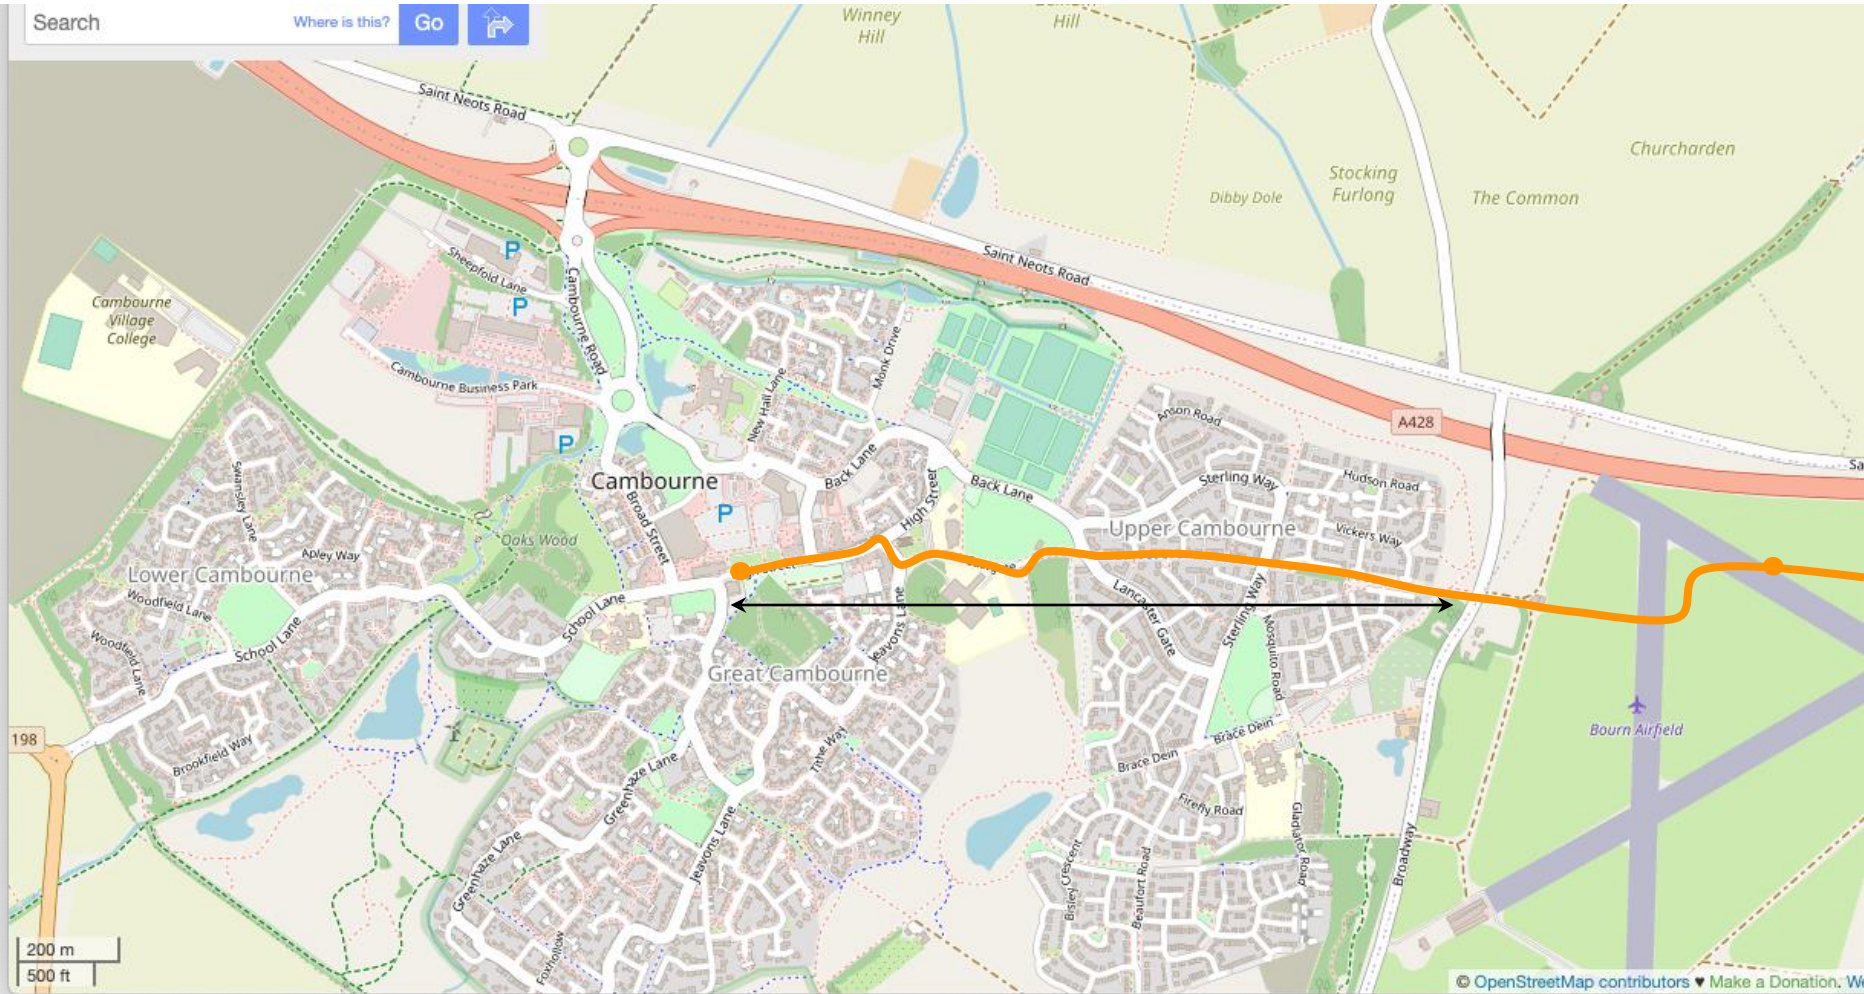 Search
Where is this?
Go
Winney
Hill
Hill
Saint Neots Road
Churcharden
Stocking
Furlong
Dibby Dole
The Common
Saint Neots Road
Sheepfold Lane
P
P
Cambourne Road
Cambourne
Village
College
Monk Drive
Cambourne Business Park
New Hall Lane
Anson Road
A428
P
Back Lane
Cambourne
Swansley Lane
Broad Street
P
High Street
Back Lane
Sterling Way
Hudson Road
Upper Cambourne
Vickers Way
Oaks Wood
Apley Way
Lower Cambourne
Woodfield Lane
School Lane
Lancaster Gate
Sterling Way
Mosquito Road
Jeavons Lane
Woodfield Lane
School Lane
Great Cambourne
198
Brookfield Way
Tithe Way
Brace Dein
Brace Dein
Bourn Airfield
Greenhaze Lane
Firefly Road
Gladiator Road
Greenhaze Lane
Jeavons Lane
Bisley Crescent
Beaufort Road
Broadway
Foxhollow
200 m
500 ft
© OpenStreetMap contributors ♥ Make a Donation.